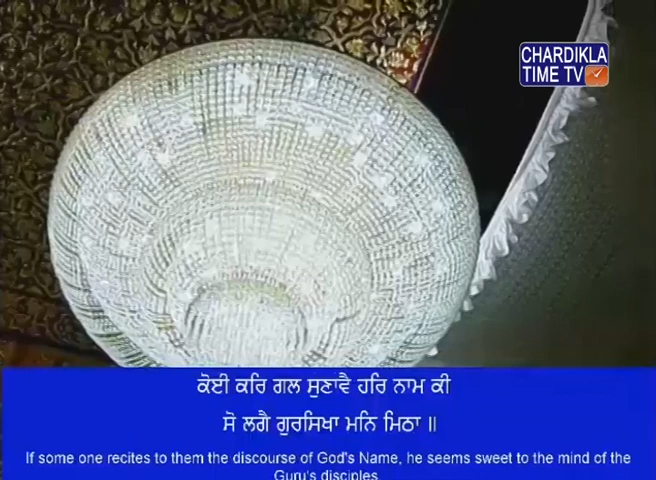 CHARDIKLA
TIME TV
ਕੋਈ ਕਰਿ ਗਲ ਸੁਣਾਵੈ ਹਰਿ ਨਾਮ ਕੀ
ਸੋ ਲਗੈ ਗੁਰਸਿਖਾ ਮਨਿ ਮਿਠਾ ॥
If some one recites to them the discourse of God's Name, he seems sweet to the mind of the
Guru's disciples.